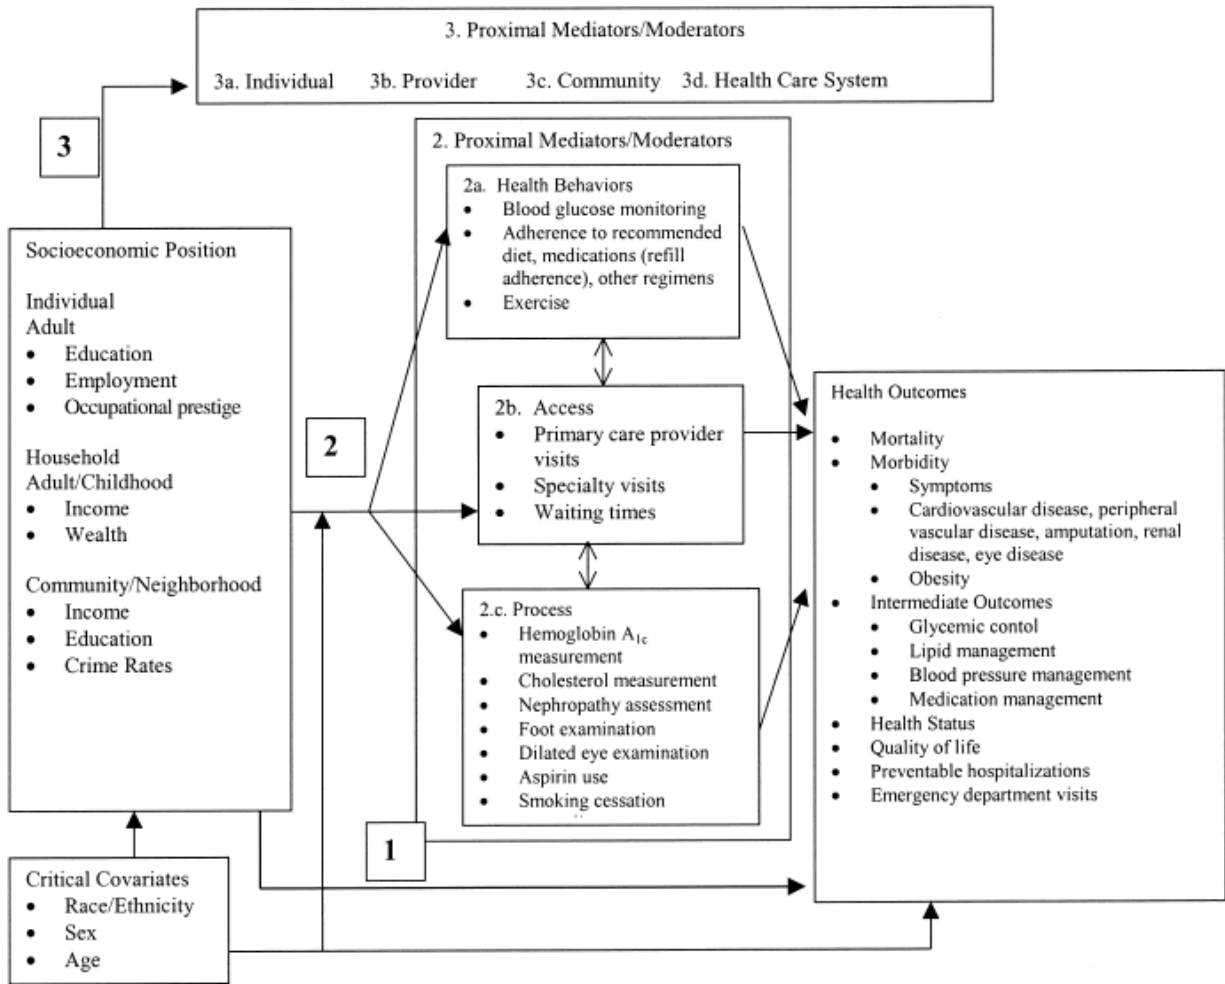 3. Proximal Mediators/Moderators
3a. Individual 3b. Provider 3c. Community 3d. Health Care System
3
2. Proximal Mediators/Moderators
2a. Health Behaviors
• Blood glucose monitoring
• Adherence to recommended
diet, medications (refill
adherence), other regimens
• Exercise
Socioeconomic Position
Individual
Adult
• Education
• Employment
• Occupational prestige
Household
Adult/Childhood
• Income
• Wealth
Community/Neighborhood
• Income
• Education
• Crime Rates
2
2b. Access
• Primary care provider
visits
• Specialty visits
• Waiting times
2.c. Process
• Hemoglobin A1c
measurement
• Cholesterol measurement
• Nephropathy assessment
• Foot examination
• Dilated eye examination
• Aspirin use
• Smoking cessation
1
Health Outcomes
• Mortality
• Morbidity
• Symptoms
• Cardiovascular disease, peripheral
vascular disease, amputation, renal
disease, eye disease
• Obesity
• Intermediate Outcomes
• Glycemic contol
• Lipid management
• Blood pressure management
• Medication management
• Health Status
• Quality of life
• Preventable hospitalizations
• Emergency department visits
Critical Covariates
• Race/Ethnicity
• Sex
• Age